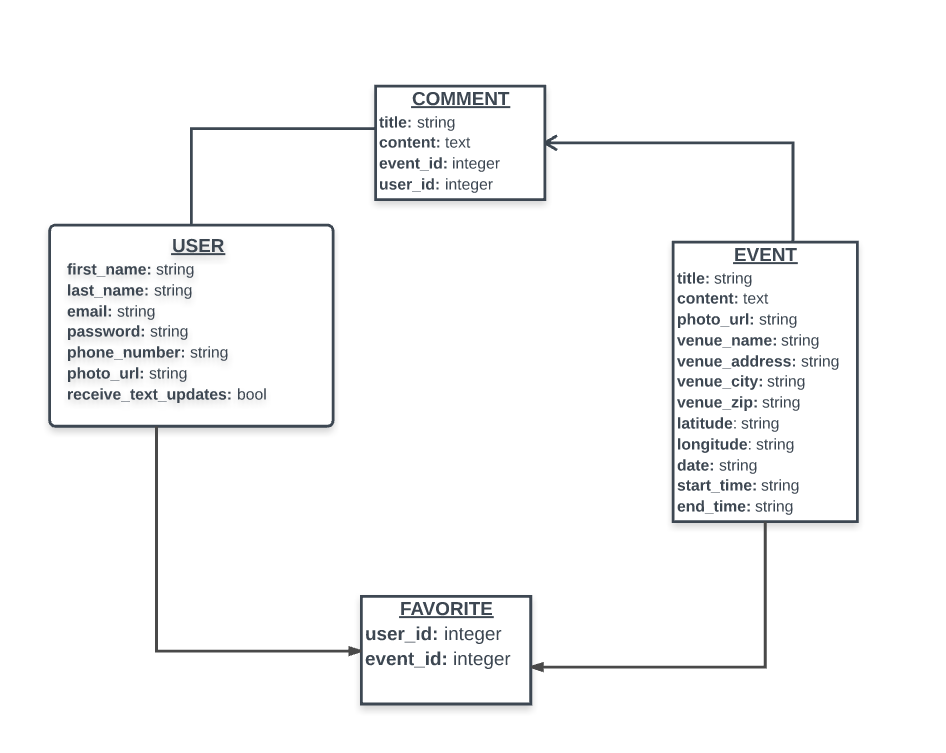 COMMENT
title: string
content: text
event_id: integer
user_id: integer
USER
first_name: string
last_name: string
email: string
password: string
phone_number: string
photo_url: string
receive_text_updates: bool
EVENT
title: string
content: text
photo_url: string
venue_name: string
venue_address: string
venue_city: string
venue_zip: string
latitude: string
longitude: string
date: string
start_time: string
end_time: string
FAVORITE
user_id: integer
event_id: integer